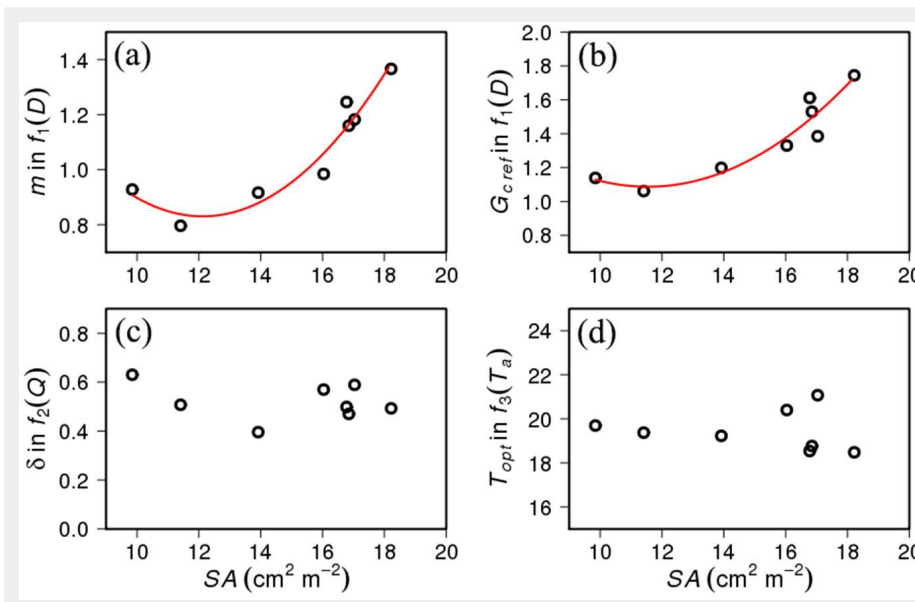 (a)
m in f₁(D)
1.4
1.2
1.0
0.8
10 12 14 16 18 20
(b)
G꜀ ref in f₁(D)
2.0
1.8
1.6
1.4
1.2
1.0
0.8
10 12 14 16 18 20
(c)
δ in f₂(Q)
0.8
0.6
0.4
0.2
0.0
10 12 14 16 18 20
SA (cm² m⁻²)
(d)
Topt in f₃(Tₐ)
24
22
20
18
16
10 12 14 16 18 20
SA (cm² m⁻²)